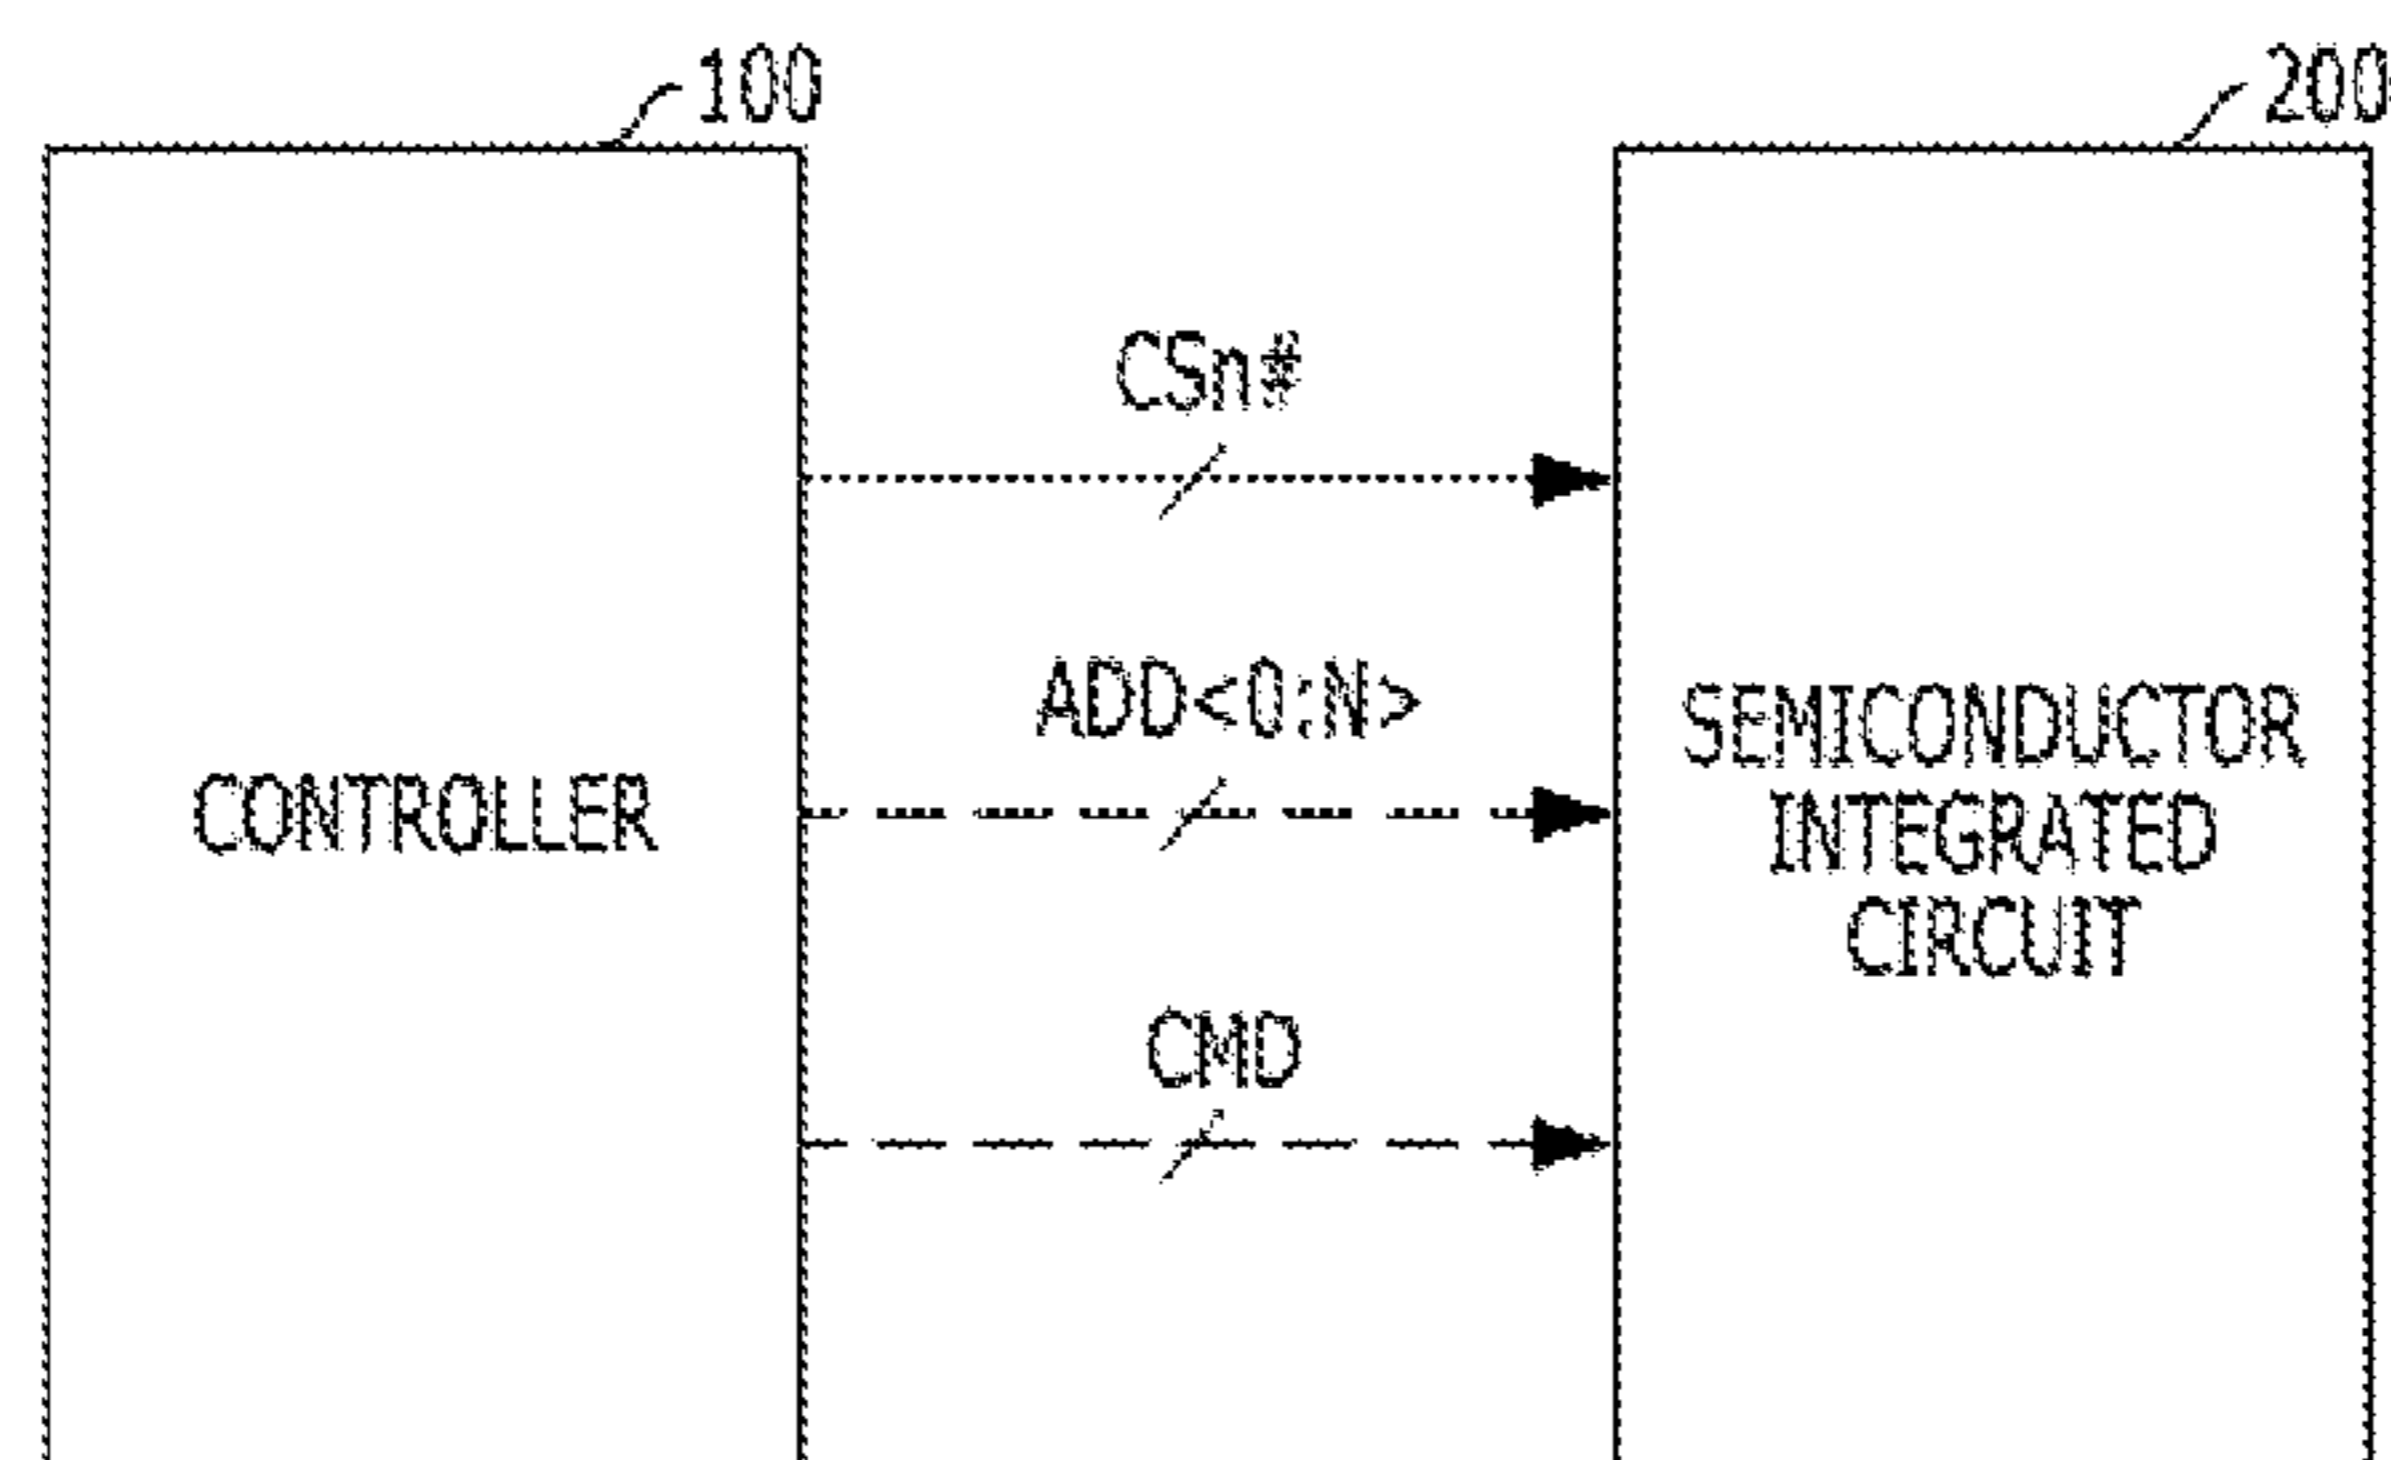 100
200
CSn#
ADD<0:N>
CONTROLLER
SEMICONDUCTOR
INTEGRATED
CIRCUIT
CMD